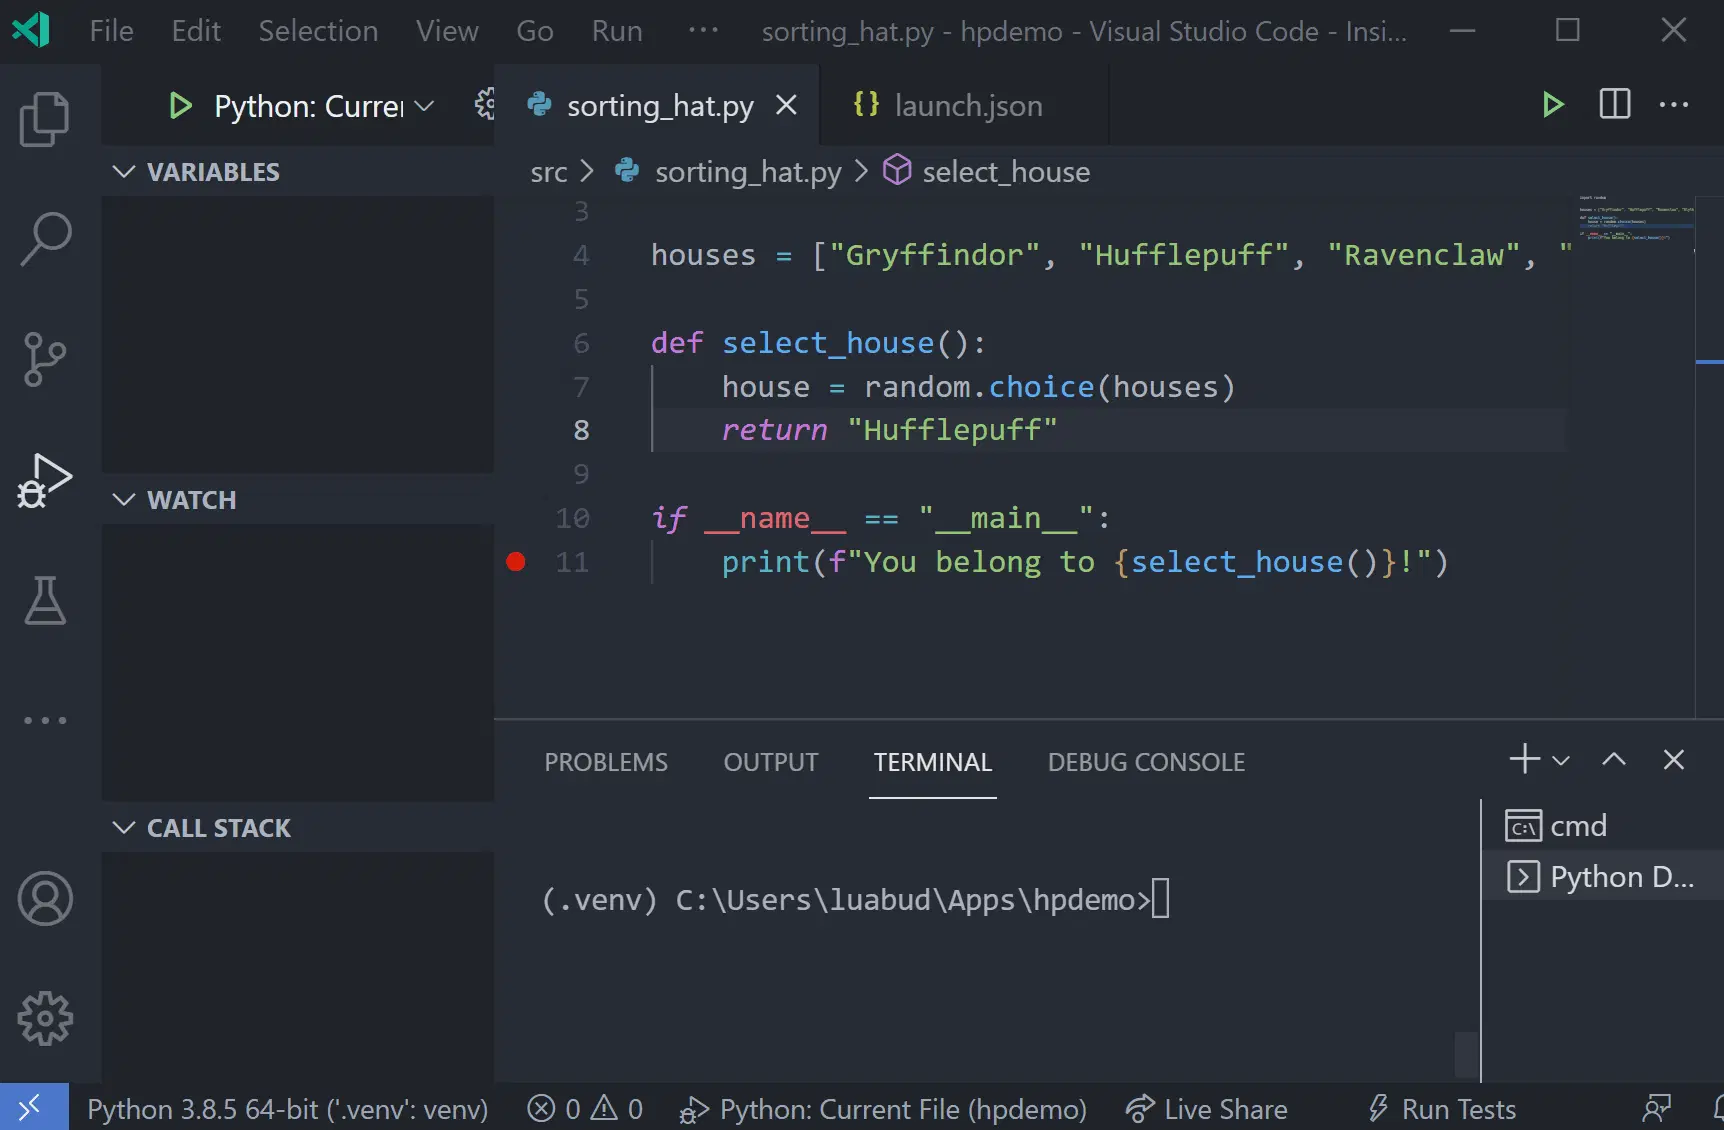 File Edit Selection View Go Run ··· sorting_hat.py - hpdemo - Visual Studio Code - Insi...
Python: Currer
sorting_hat.py
{} launch.json
src > sorting_hat.py > select_house
VARIABLES
WATCH
CALL STACK
3
4 houses = ["Gryffindor", "Hufflepuff", "Ravenclaw", "
5
6 def select_house():
7 house = random.choice(houses)
8 return "Hufflepuff"
9
10 if __name__ == "__main__":
11 print(f"You belong to {select_house()}!")
PROBLEMS OUTPUT TERMINAL DEBUG CONSOLE
(.venv) C:\Users\luabud\Apps\hpdemo>
C:\ cmd
Python D...
Python 3.8.5 64-bit ('.venv': venv) 0 0 Python: Current File (hpdemo) Live Share Run Tests